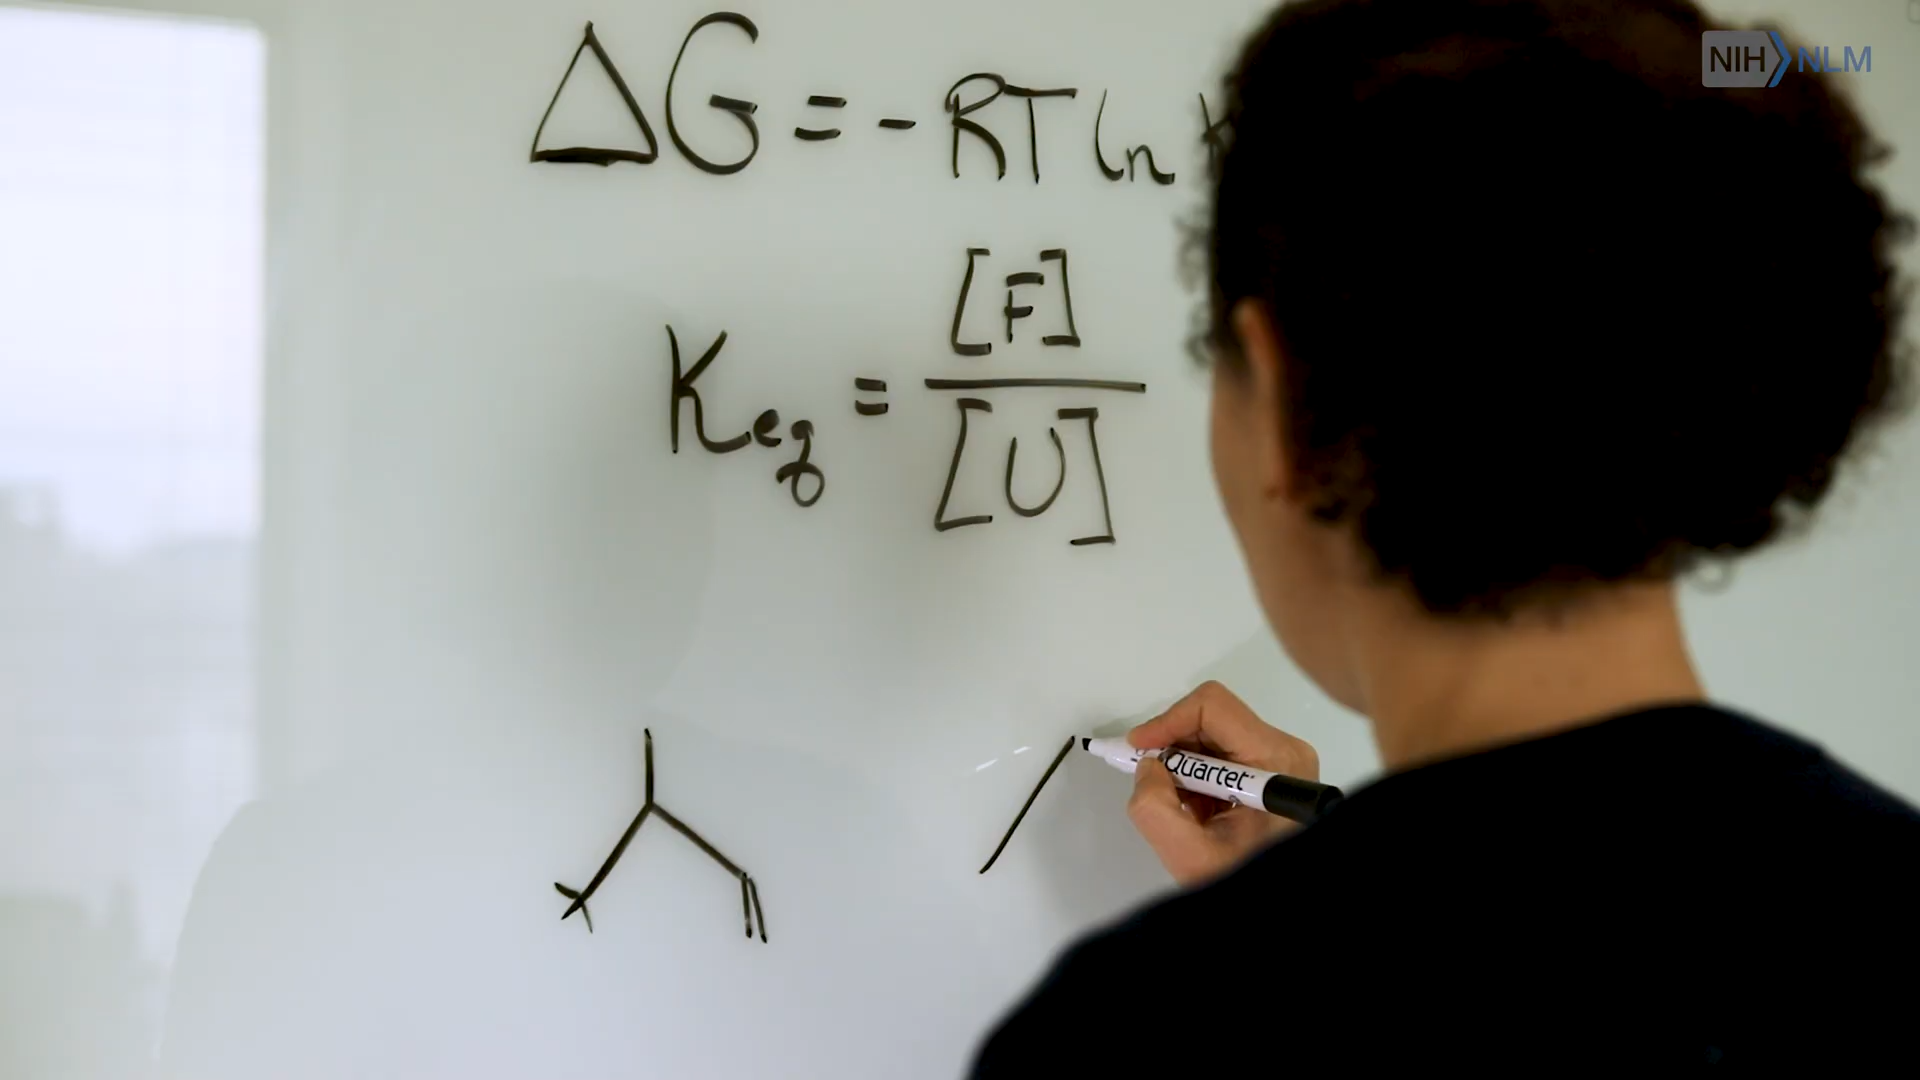 NIH NLM
ΔG = - RT ln K
Keq = [F]
[U]
Quartet